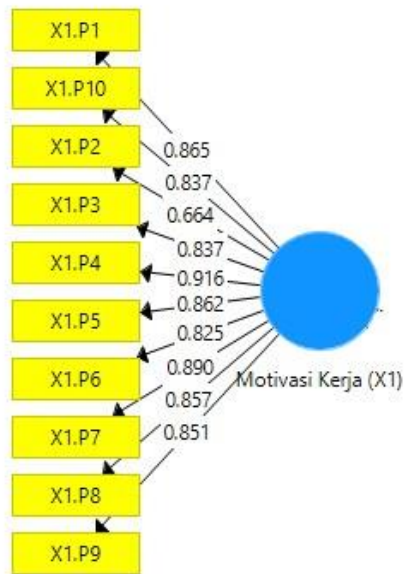 X1.P1
X1.P10
X1.P2
X1.P3
X1.P4
X1.P5
X1.P6
X1.P7
X1.P8
X1.P9
0.865
0.837
0.664
0.837
0.916
0.862
0.825
0.890
0.857
0.851
Motivasi Kerja (X1)